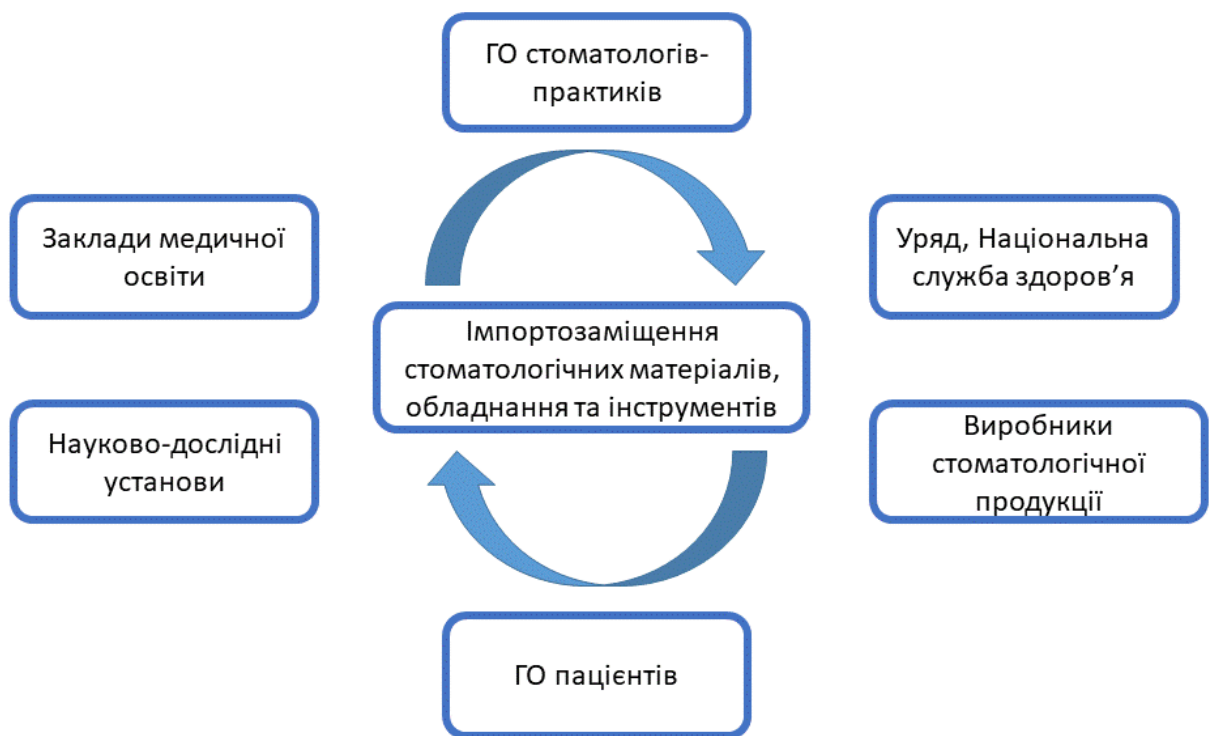 ГО стоматологів-
практиків
Заклади медичної
освіти
Уряд, Національна
служба здоров’я
Імпортозаміщення
стоматологічних матеріалів,
обладнання та інструментів
Науково-дослідні
установи
Виробники
стоматологічної
продукції
ГО пацієнтів